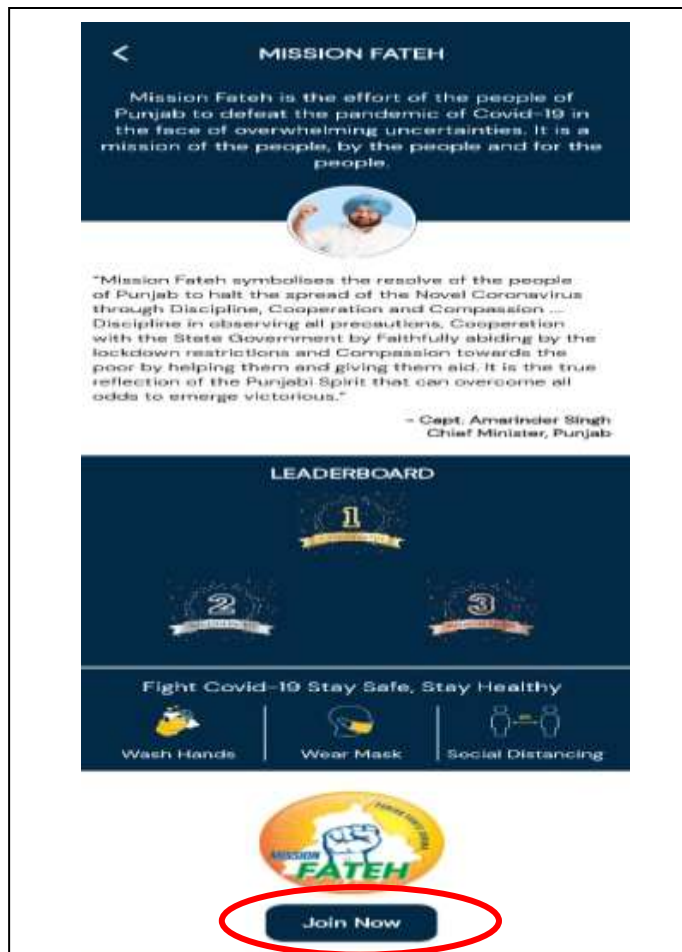 MISSION FATEH
Mission Fateh is the effort of the people of
Punjab to defeat the pandemic of Covid-19 in
the face of overwhelming uncertainties. It is a
mission of the people, by the people and for the
people.
"Mission Fateh symbolises the resolve of the people
of Punjab to halt the spread of the Novel Coronavirus
through Discipline, Cooperation and Compassion ...
Discipline in observing all precautions, Cooperation
with the State Government by Faithfully abiding by the
lockdown restrictions and Compassion towards the
poor by helping them and giving them aid. It is the true
reflection of the Punjabi Spirit that can overcome all
odds to emerge victorious."
- Capt. Amarinder Singh
Chief Minister, Punjab
LEADERBOARD
1
2
3
Fight Covid-19 Stay Safe, Stay Healthy
Wash Hands
Wear Mask
Social Distancing
MISSION
FATEH
Join Now